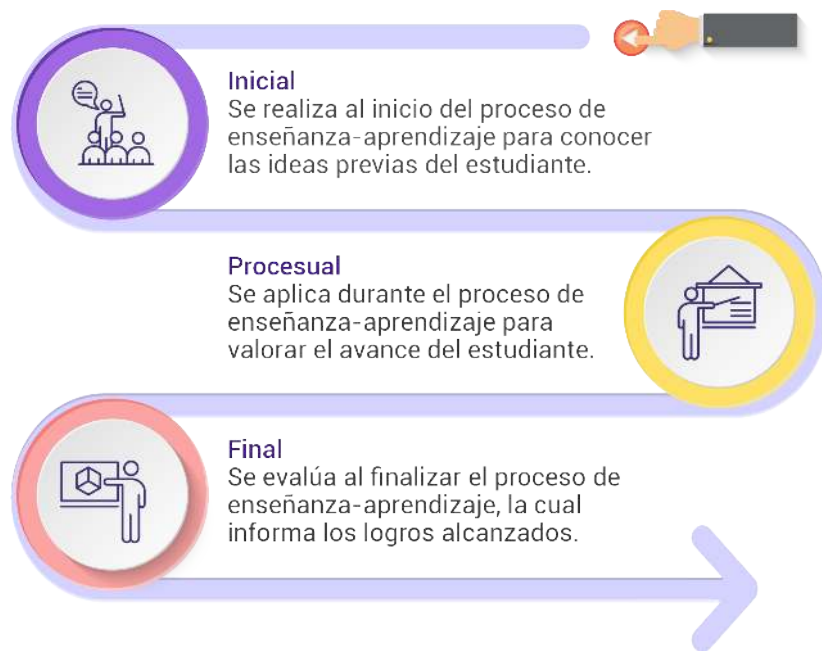 Inicial
Se realiza al inicio del proceso de
enseñanza-aprendizaje para conocer
las ideas previas del estudiante.
Procesual
Se aplica durante el proceso de
enseñanza-aprendizaje para
valorar el avance del estudiante.
Final
Se evalúa al finalizar el proceso de
enseñanza-aprendizaje, la cual
informa los logros alcanzados.